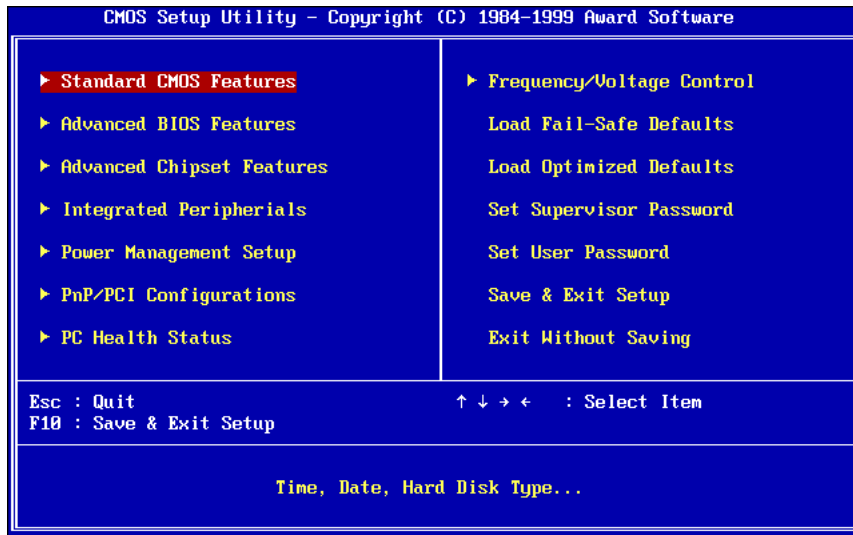 CMOS Setup Utility - Copyright (C) 1984-1999 Award Software
► Standard CMOS Features
► Advanced BIOS Features
► Advanced Chipset Features
► Integrated Peripherials
► Power Management Setup
► PnP/PCI Configurations
► PC Health Status
► Frequency/Voltage Control
Load Fail-Safe Defaults
Load Optimized Defaults
Set Supervisor Password
Set User Password
Save & Exit Setup
Exit Without Saving
Esc : Quit
F10 : Save & Exit Setup
↑ ↓ → ← : Select Item
Time, Date, Hard Disk Type...